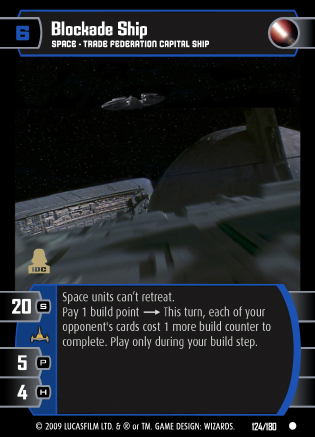 6
Blockade Ship
SPACE · TRADE FEDERATION CAPITAL SHIP
IDC
20 S
Space units can't retreat.
Pay 1 build point → This turn, each of your
opponent's cards cost 1 more build counter to
complete. Play only during your build step.
5 P
4 H
© 2009 LUCASFILM LTD. & ® or TM. GAME DESIGN: WIZARDS. 124/180